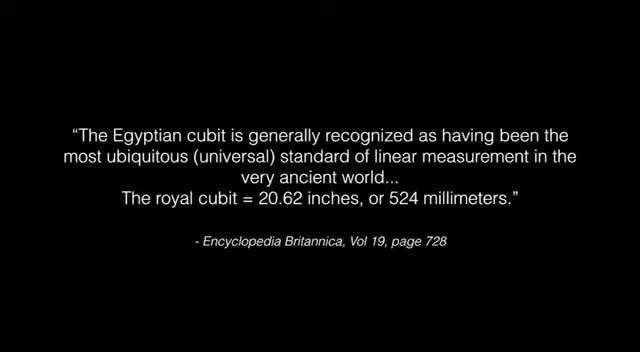 “The Egyptian cubit is generally recognized as having been the
most ubiquitous (universal) standard of linear measurement in the
very ancient world...
The royal cubit = 20.62 inches, or 524 millimeters.”
- Encyclopedia Britannica, Vol 19, page 728